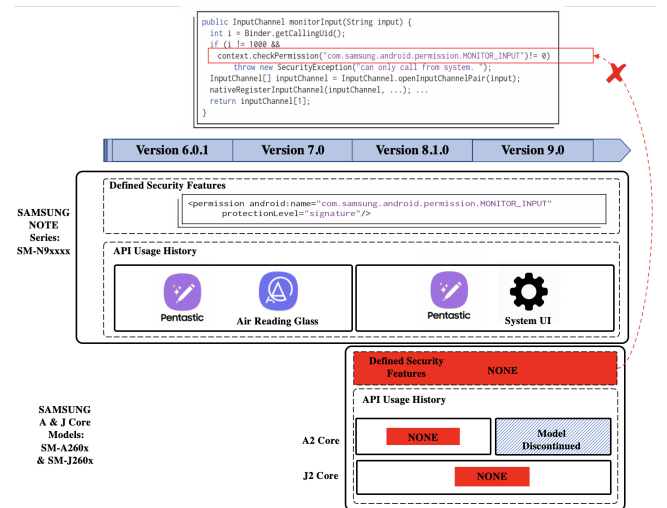 public InputChannel monitorInput(String input) {
int i = Binder.getCallingUid();
if (i != 1000 &&
context.checkPermission("com.samsung.android.permission.MONITOR_INPUT")!= 0)
throw new SecurityException("can only call from system. ");
InputChannel[] inputChannel = InputChannel.openInputChannelPair(input);
nativeRegisterInputChannel(inputChannel, ...); ...
return inputChannel[1];
}
Version 6.0.1
Version 7.0
Version 8.1.0
Version 9.0
SAMSUNG
NOTE
Series:
SM-N9xxxx
Defined Security Features
<permission android:name="com.samsung.android.permission.MONITOR_INPUT"
protectionLevel="signature"/>
API Usage History
Pentastic
Air Reading Glass
Pentastic
System UI
SAMSUNG
A & J Core
Models:
SM-A260x
& SM-J260x
Defined Security
Features
NONE
API Usage History
A2 Core
NONE
Model
Discontinued
J2 Core
NONE